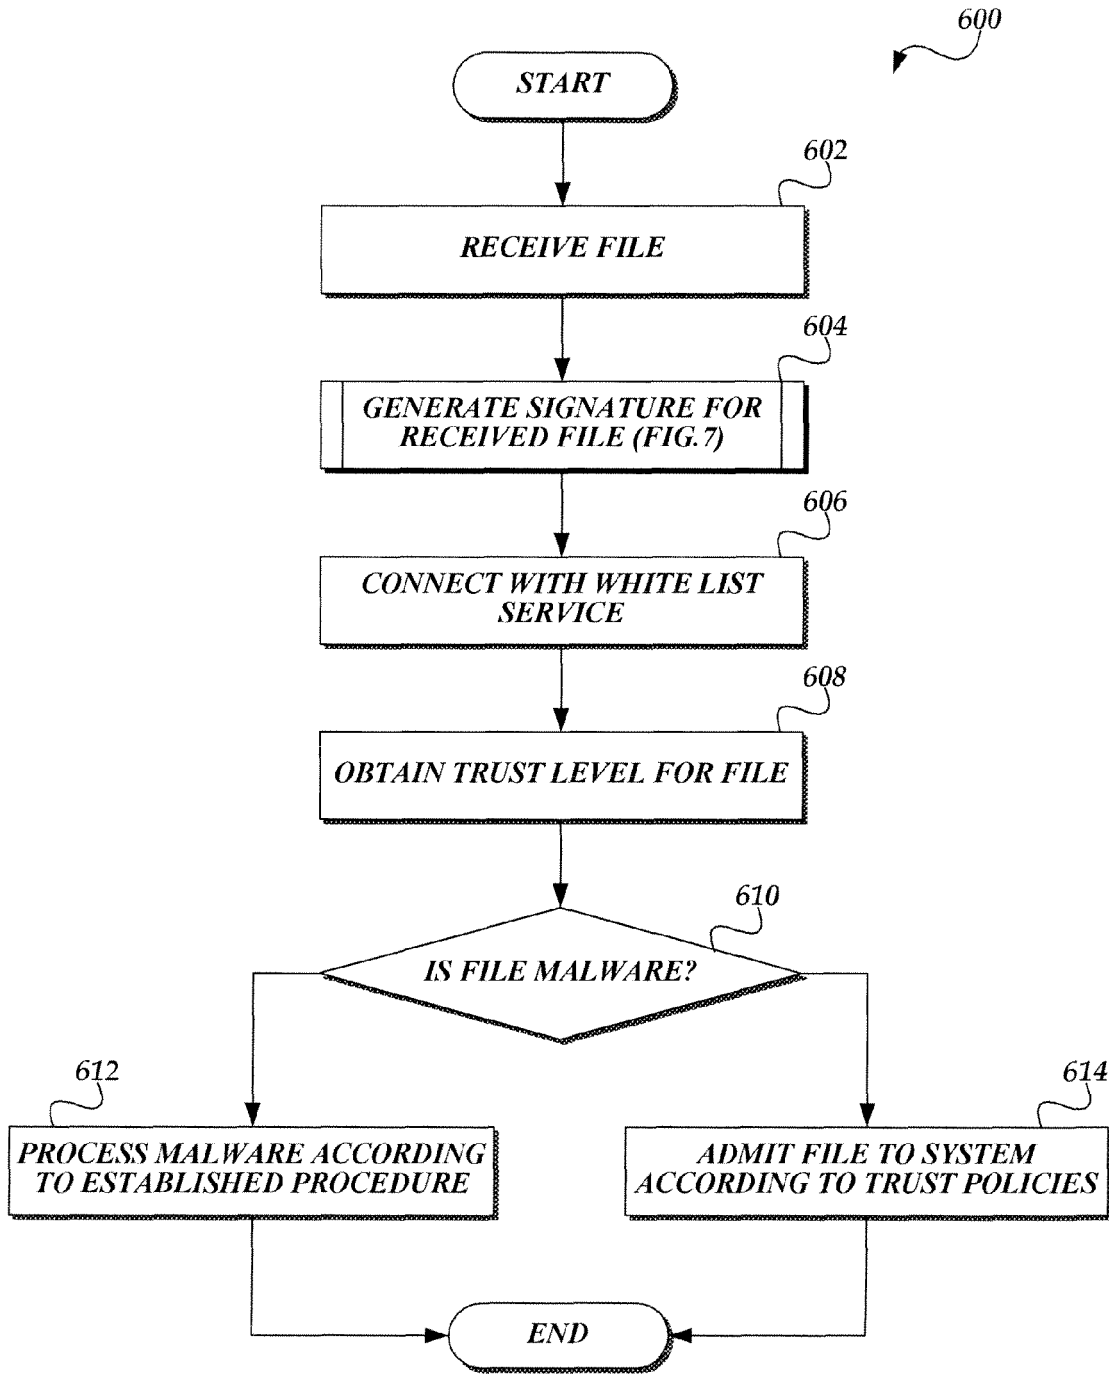 600
START
602
RECEIVE FILE
604
GENERATE SIGNATURE FOR
RECEIVED FILE (FIG. 7)
606
CONNECT WITH WHITE LIST
SERVICE
608
OBTAIN TRUST LEVEL FOR FILE
610
IS FILE MALWARE?
612
PROCESS MALWARE ACCORDING
TO ESTABLISHED PROCEDURE
614
ADMIT FILE TO SYSTEM
ACCORDING TO TRUST POLICIES
END